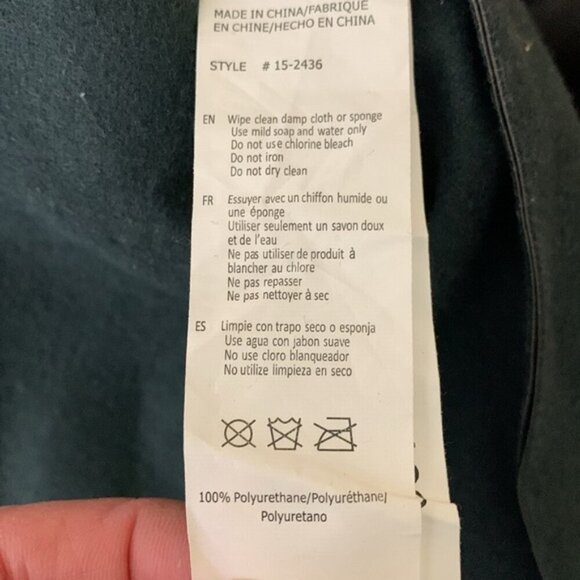 MADE IN CHINA/FABRIQUÉ
EN CHINE/HECHO EN CHINA
STYLE # 15-2436
EN Wipe clean damp cloth or sponge
Use mild soap and water only
Do not use chlorine bleach
Do not iron
Do not dry clean
FR Essuyer avec un chiffon humide ou
une éponge
Utiliser seulement un savon doux
et de l'eau
Ne pas utiliser de produit à
blancher au chlore
Ne pas repasser
Ne pas nettoyer à sec
ES Limpie con trapo seco o esponja
Use agua con jabon suave
No use cloro blanqueador
No utilize limpieza en seco
100% Polyurethane/Polyuréthane/
Polyuretano